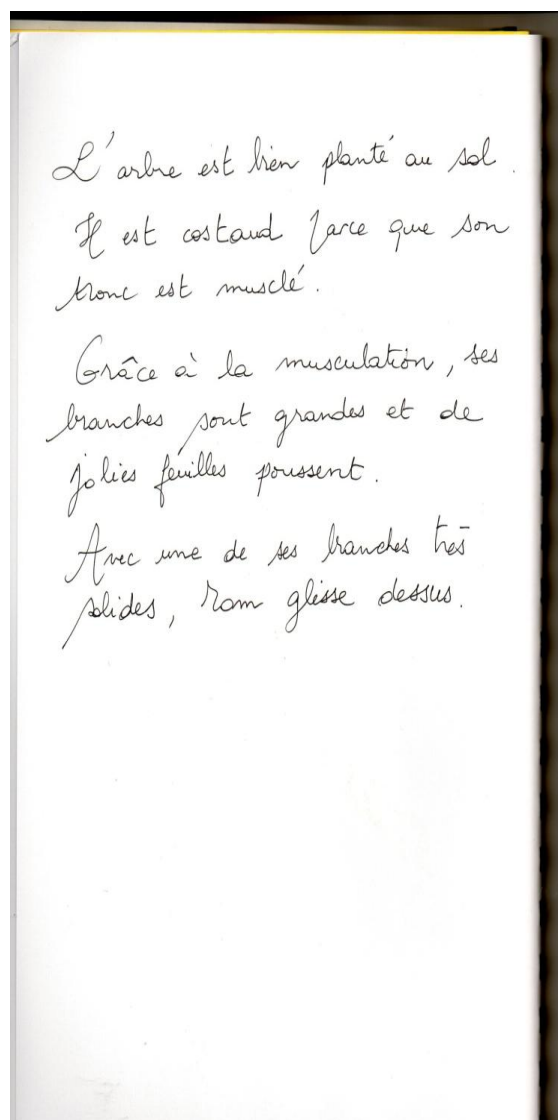 L'arbre est bien planté au sol.
Il est costaud parce que son
tronc est musclé.
Grâce à la musculation, ses
branches sont grandes et de
jolies feuilles poussent.
Avec une de ses branches très
solides, Tom glisse dessus.